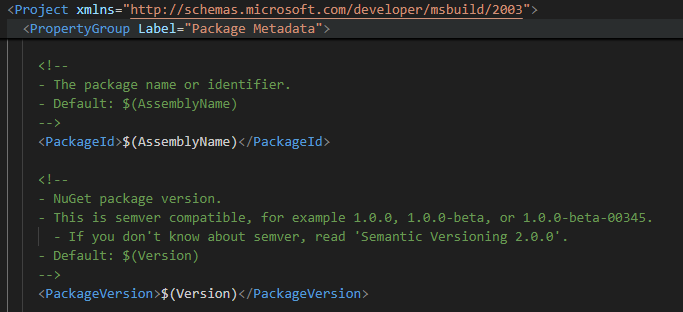 <Project xmlns="http://schemas.microsoft.com/developer/msbuild/2003">
<PropertyGroup Label="Package Metadata">
<!--
- The package name or identifier.
- Default: $(AssemblyName)
-->
<PackageId>$(AssemblyName)</PackageId>
<!--
- NuGet package version.
- This is semver compatible, for example 1.0.0, 1.0.0-beta, or 1.0.0-beta-00345.
- If you don't know about semver, read 'Semantic Versioning 2.0.0'.
- Default: $(Version)
-->
<PackageVersion>$(Version)</PackageVersion>